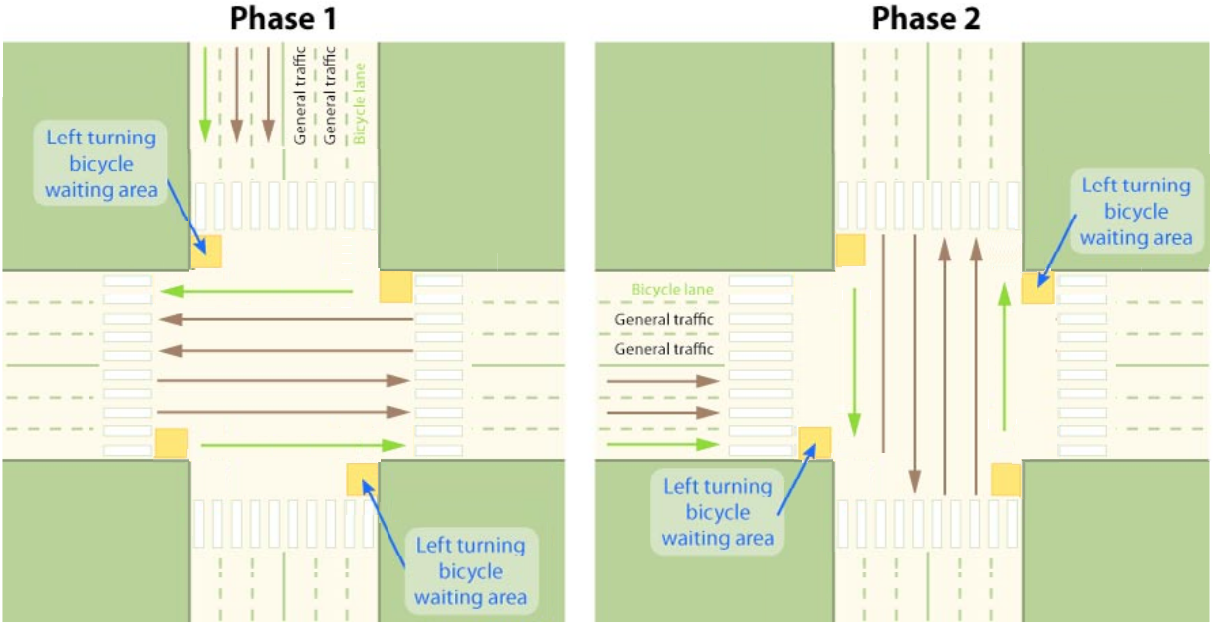 Phase 1
Phase 2
General traffic
General traffic
Bicycle lane
Left turning
bicycle
waiting area
Left turning
bicycle
waiting area
Left turning
bicycle
waiting area
Bicycle lane
General traffic
General traffic
Left turning
bicycle
waiting area